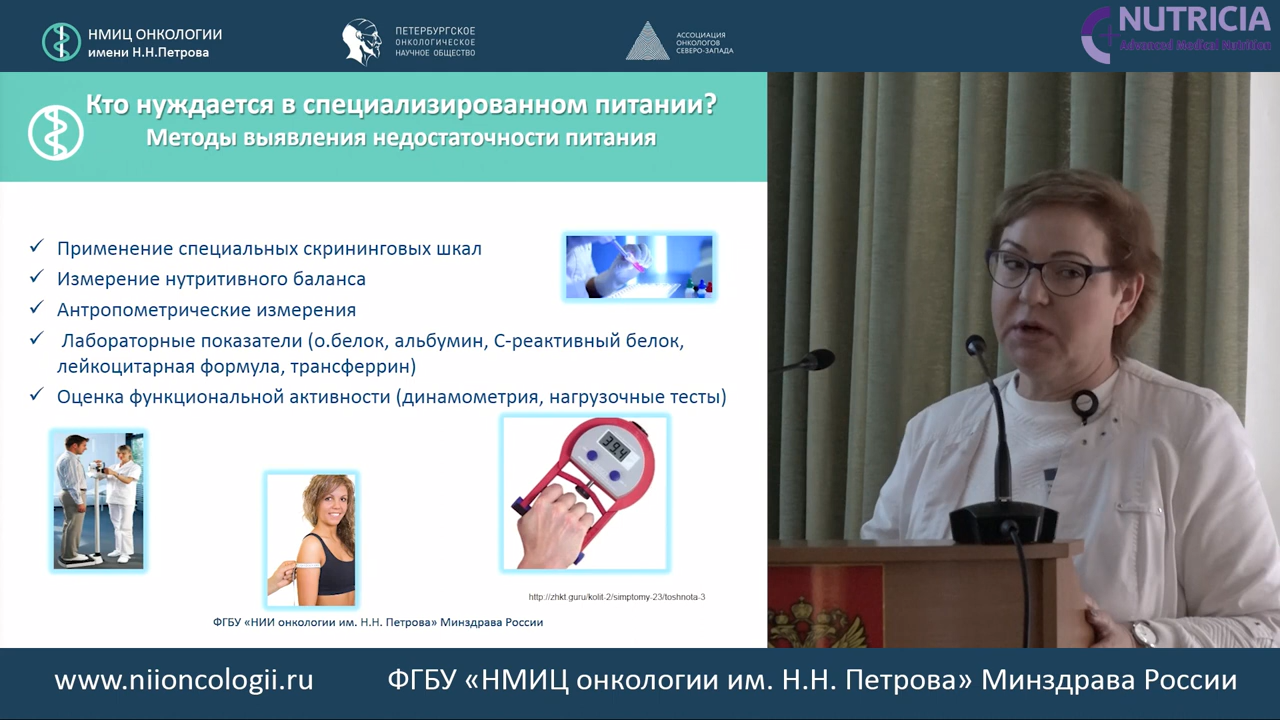 НМИЦ ОНКОЛОГИИ
имени Н.Н.Петрова
ПЕТЕРБУРГСКОЕ
ОНКОЛОГИЧЕСКОЕ
НАУЧНОЕ ОБЩЕСТВО
АССОЦИАЦИЯ
ОНКОЛОГОВ
СЕВЕРО-ЗАПАДА
NUTRICIA
Advanced Medical Nutrition
Кто нуждается в специализированном питании?
Методы выявления недостаточности питания
✓ Применение специальных скрининговых шкал
✓ Измерение нутритивного баланса
✓ Антропометрические измерения
✓ Лабораторные показатели (о.белок, альбумин, С-реактивный белок,
лейкоцитарная формула, трансферрин)
✓ Оценка функциональной активности (динамометрия, нагрузочные тесты)
39.4
http://zhkt.guru/kolit-2/simptomy-23/toshnota-3
ФГБУ «НИИ онкологии им. Н.Н. Петрова» Минздрава России
www.niioncologii.ru
ФГБУ «НМИЦ онкологии им. Н.Н. Петрова» Минздрава России